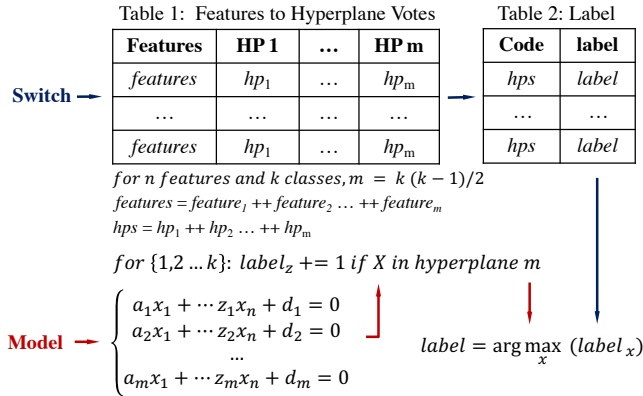 Table 1: Features to Hyperplane Votes
Table 2: Label
Features HP 1 … HP m
features hp₁ … hpₘ
… … … …
features hp₁ … hpₘ
Code label
hps label
… …
hps label
Switch
for n features and k classes, m = k (k − 1)/2
features = feature₁ ++ feature₂ … ++ featureₘ
hps = hp₁ ++ hp₂ … ++ hpₘ
for {1,2 … k}: label_z += 1 if X in hyperplane m
Model
a₁x₁ + ⋯ z₁xₙ + d₁ = 0
a₂x₁ + ⋯ z₂xₙ + d₂ = 0
…
aₘx₁ + ⋯ zₘxₙ + dₘ = 0
label = arg max (label ₓ)
x